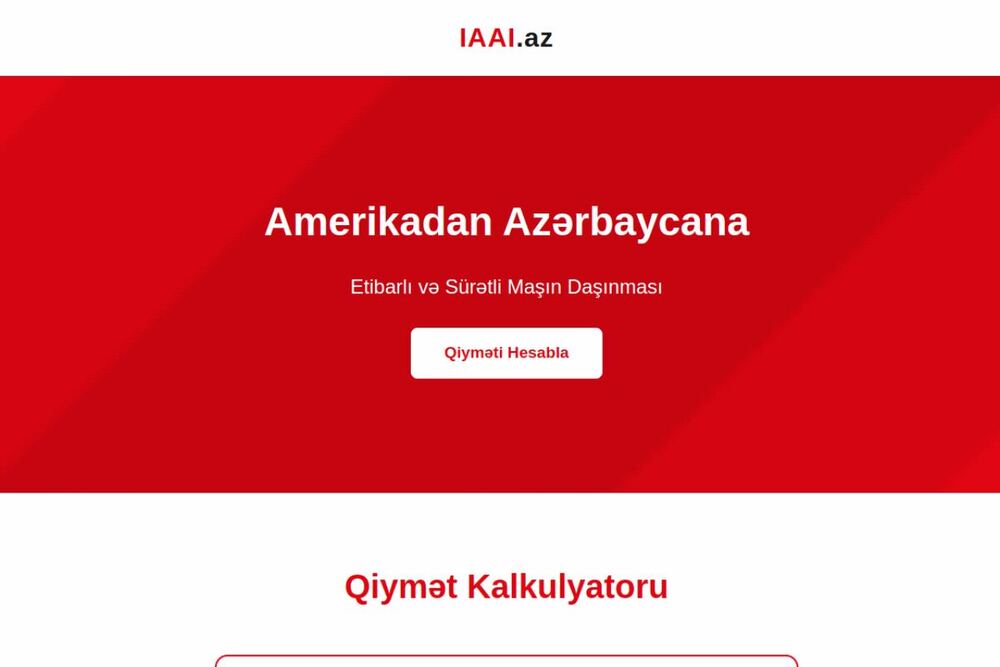 IAAI.az
Amerikadan Azərbaycana
Etibarlı və Sürətli Maşın Daşınması
Qiyməti Hesabla
Qiymət Kalkulyatoru